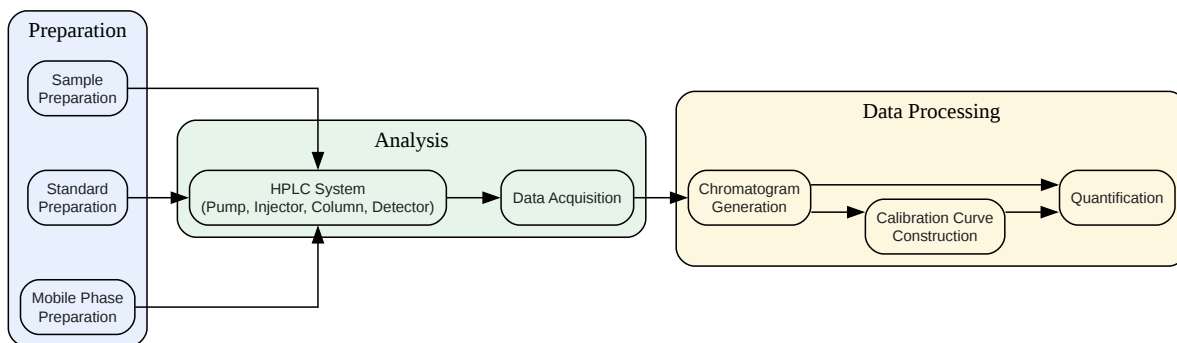 Preparation
Sample
Preparation
Standard
Preparation
Mobile Phase
Preparation
Analysis
HPLC System
(Pump, Injector, Column, Detector)
Data Acquisition
Data Processing
Chromatogram
Generation
Calibration Curve
Construction
Quantification